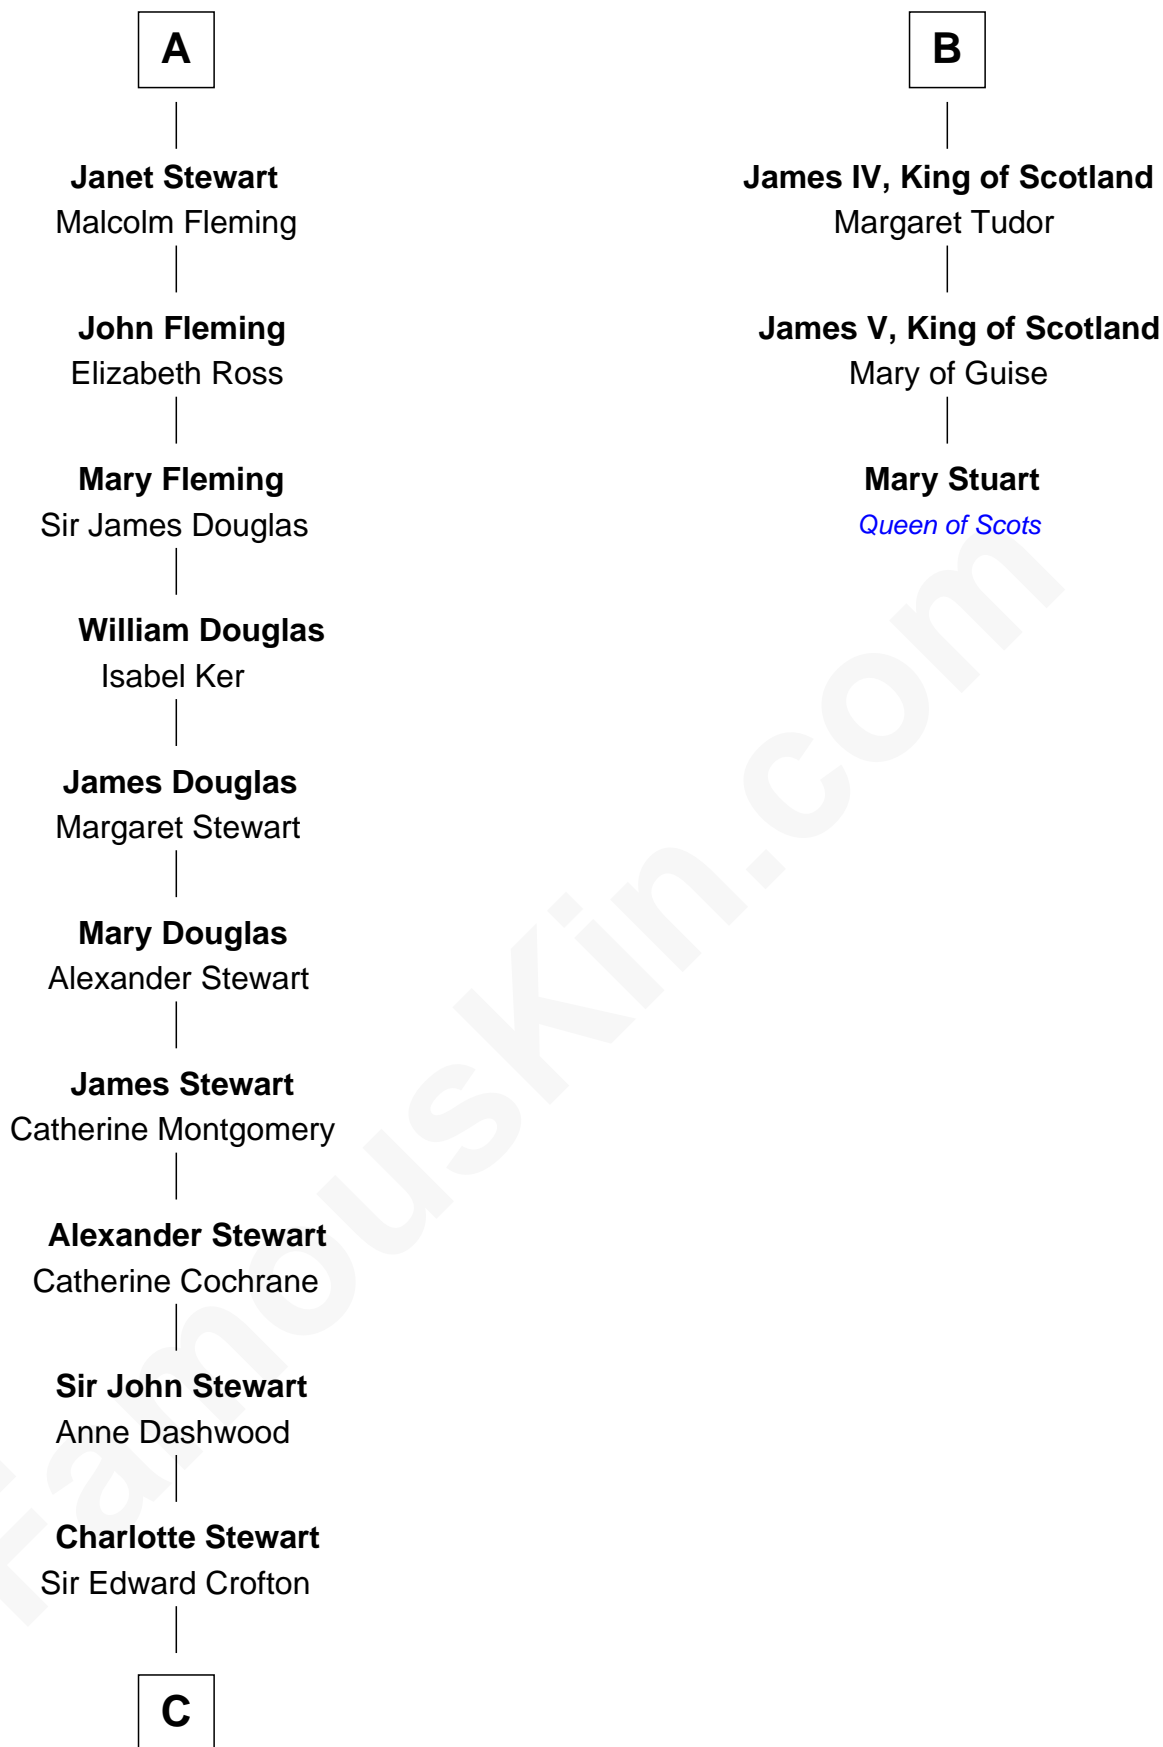 A
Janet Stewart
Malcolm Fleming
John Fleming
Elizabeth Ross
Mary Fleming
Sir James Douglas
William Douglas
Isabel Ker
James Douglas
Margaret Stewart
Mary Douglas
Alexander Stewart
James Stewart
Catherine Montgomery
Alexander Stewart
Catherine Cochrane
Sir John Stewart
Anne Dashwood
Charlotte Stewart
Sir Edward Crofton
C
B
James IV, King of Scotland
Margaret Tudor
James V, King of Scotland
Mary of Guise
Mary Stuart
Queen of Scots
FamousKin.com